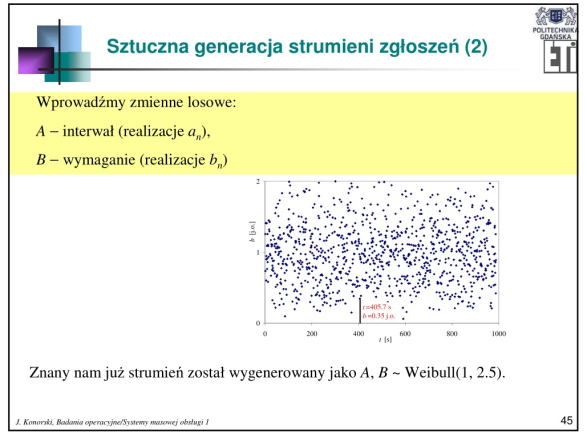 Sztuczna generacja strumieni zgłoszeń (2)
POLITECHNIKA
GDAŃSKA
Wprowadźmy zmienne losowe:
A – interwał (realizacje aₙ),
B – wymaganie (realizacje bₙ)
2
b [j.o.]
1
t=405.7 s
b=0.35 j.o.
0
0 200 400 600 800 1000
t [s]
Znany nam już strumień został wygenerowany jako A, B ~ Weibull(1, 2.5).
J. Konorski, Badania operacyjne/Systemy masowej obsługi 1
45